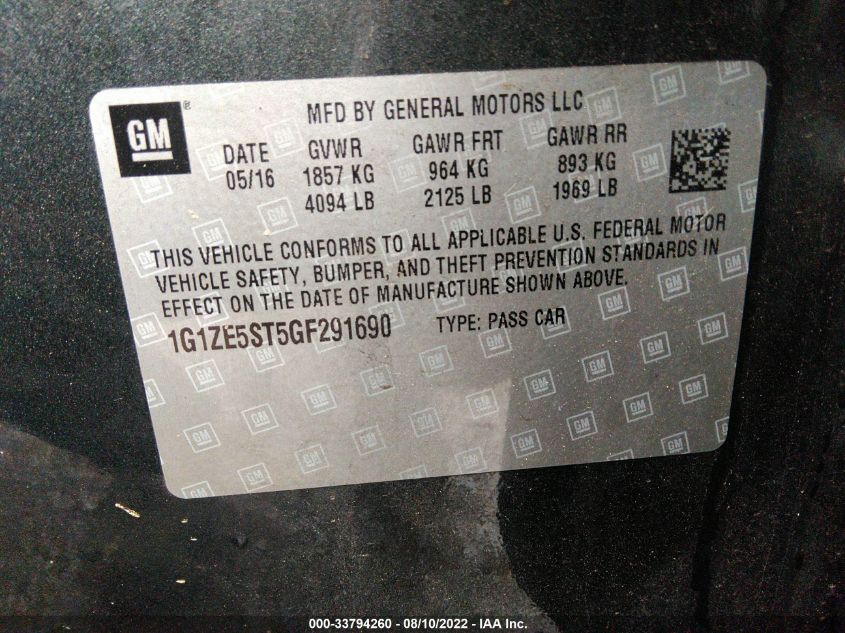 GM ® MFD BY GENERAL MOTORS LLC
DATE GVWR GAWR FRT GAWR RR
05/16 1857 KG 964 KG 893 KG
4094 LB 2125 LB 1969 LB
THIS VEHICLE CONFORMS TO ALL APPLICABLE U.S. FEDERAL MOTOR
VEHICLE SAFETY, BUMPER, AND THEFT PREVENTION STANDARDS IN
EFFECT ON THE DATE OF MANUFACTURE SHOWN ABOVE.
1G1ZE5ST5GF291690 TYPE: PASS CAR
000-33794260 - 08/10/2022 - IAA Inc.